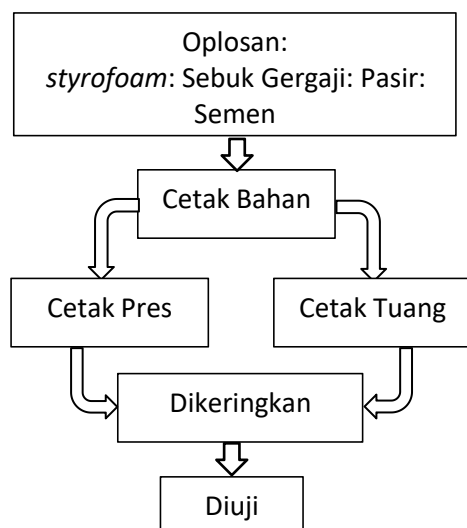 Oplosan:
styrofoam: Sebuk Gergaji: Pasir:
Semen
Cetak Bahan
Cetak Pres
Cetak Tuang
Dikeringkan
Diuji